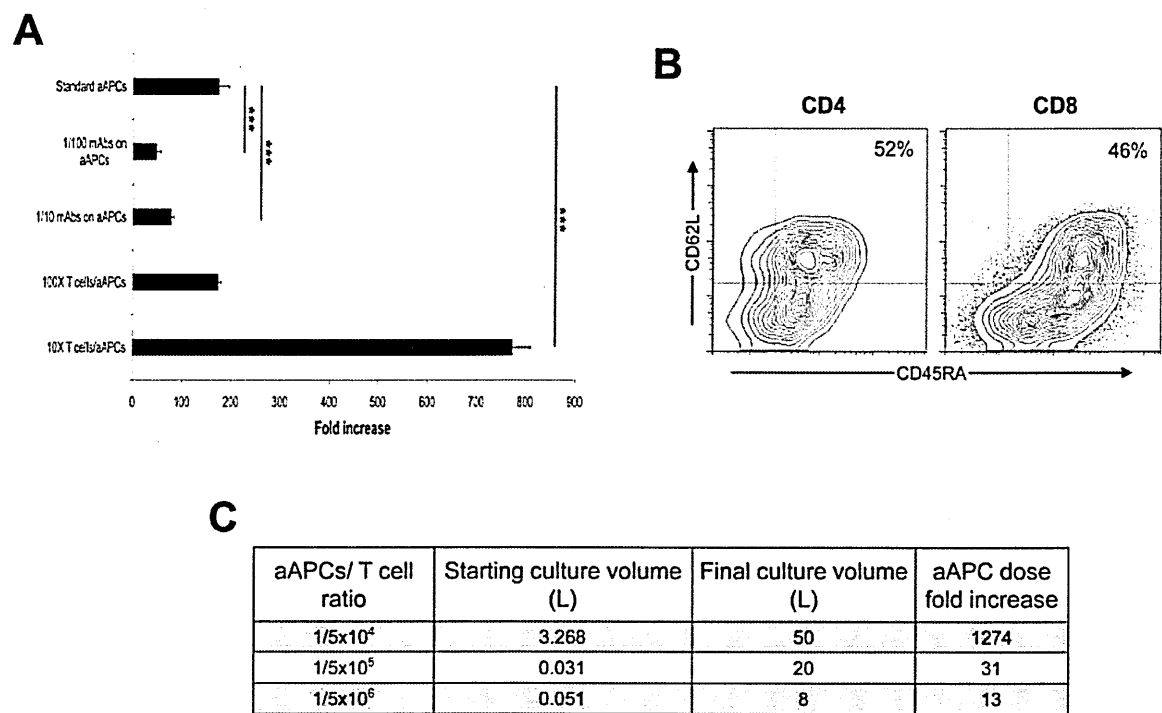 A
Standard aAPCs
1/100 mAbs on
aAPCs
1/10 mAbs on aAPCs
100X T cells/aAPCs
10X T cells/aAPCs
***
***
***
0 100 200 300 400 500 600 700 800 900
Fold increase
B
CD4 CD8
52% 46%
CD62L
CD45RA
C
aAPCs/ T cell
ratio
Starting culture volume
(L)
Final culture volume
(L)
aAPC dose
fold increase
1/5x10⁴ 3.268 50 1274
1/5x10⁵ 0.031 20 31
1/5x10⁶ 0.051 8 13